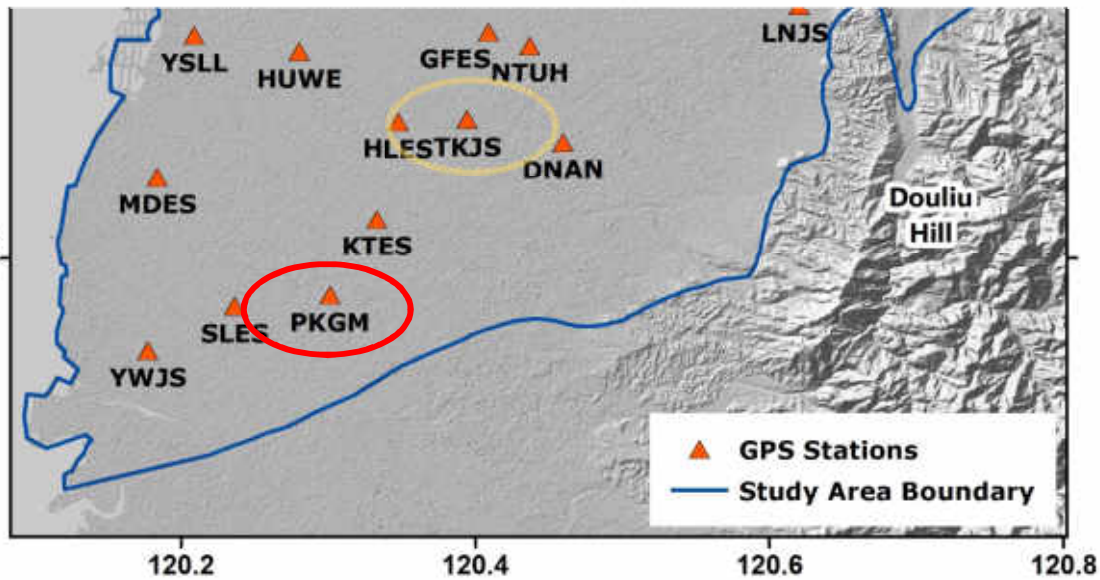 LNJS
YSLL
HUWE
GFES
NTUH
HLES
TKJS
DNAN
MDES
Douliu
Hill
KTES
SLES
PKGM
YWJS
GPS Stations
Study Area Boundary
120.2
120.4
120.6
120.8